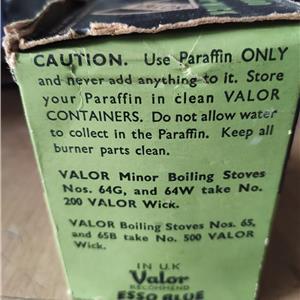 CAUTION. Use Paraffin ONLY
and never add anything to it. Store
your Paraffin in clean VALOR
CONTAINERS. Do not allow water
to collect in the Paraffin. Keep all
burner parts clean.
VALOR Minor Boiling Stoves
Nos. 64G, and 64W take No.
200 VALOR Wick.
VALOR Boiling Stoves Nos. 65,
and 65B take No. 500 VALOR
Wick.
IN U.K
Valor
RECOMMEND
ESSO BLUE